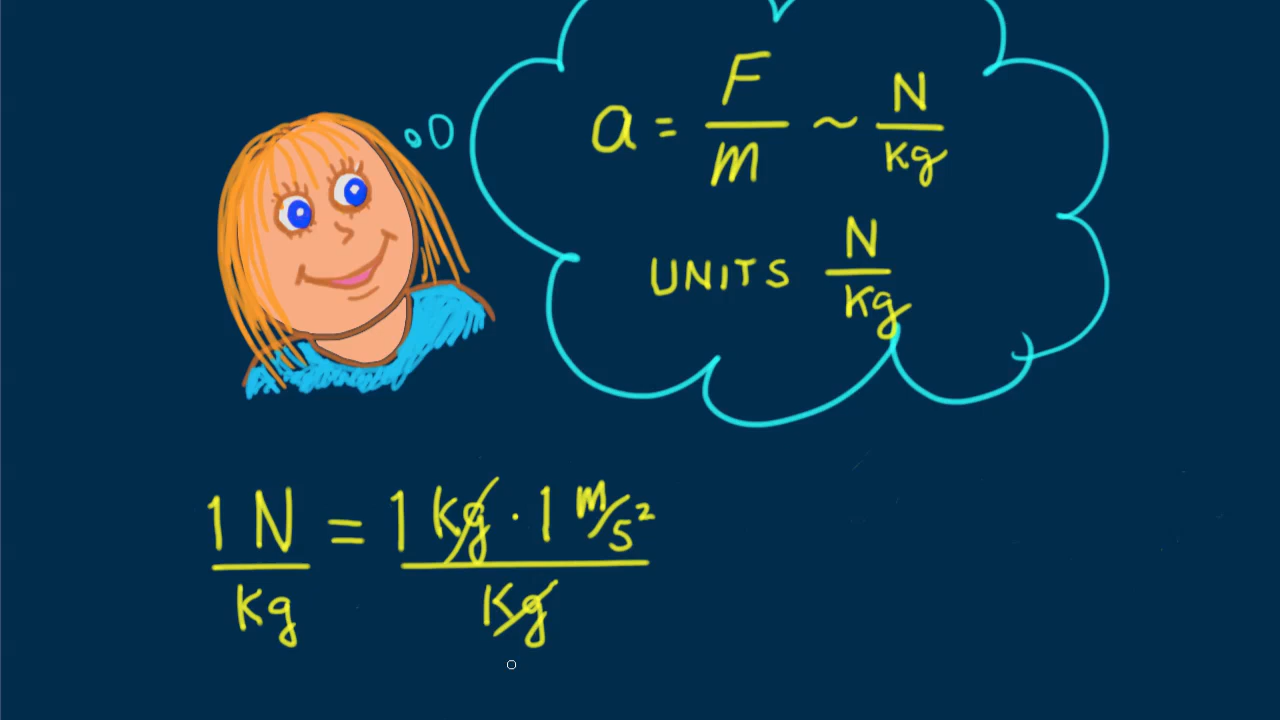 a = F/m ~ N/kg
UNITS N/kg
1 N/kg = 1 kg · 1 m/s²/kg